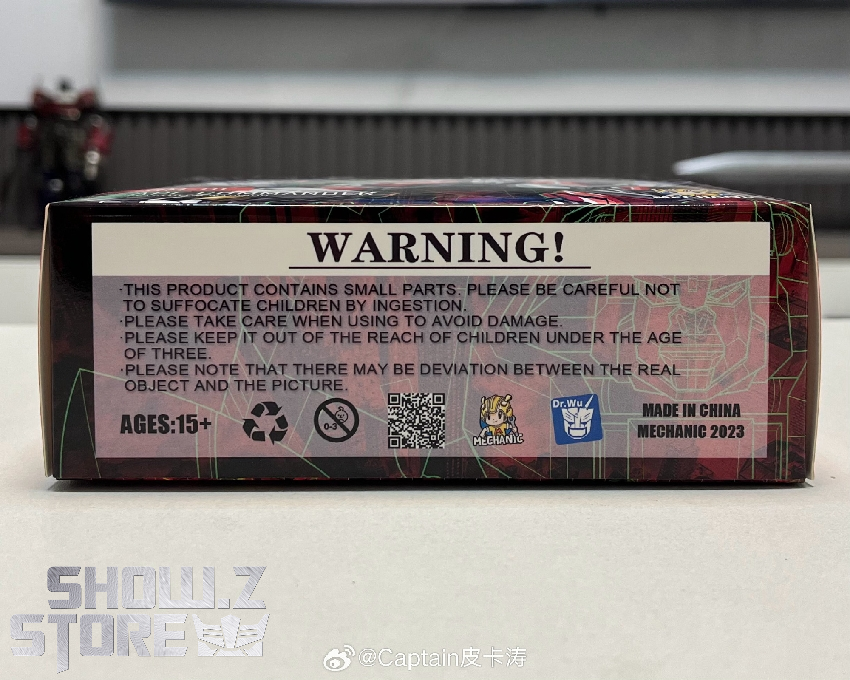 COMMANDER
WARNING!
·THIS PRODUCT CONTAINS SMALL PARTS. PLEASE BE CAREFUL NOT
TO SUFFOCATE CHILDREN BY INGESTION.
·PLEASE TAKE CARE WHEN USING TO AVOID DAMAGE.
·PLEASE KEEP IT OUT OF THE REACH OF CHILDREN UNDER THE AGE
OF THREE.
·PLEASE NOTE THAT THERE MAY BE DEVIATION BETWEEN THE REAL
OBJECT AND THE PICTURE.
AGES:15+
0-3
MECHANIC
Dr.Wu
MADE IN CHINA
MECHANIC 2023
SHOW.Z
STORE
@Captain皮卡涛